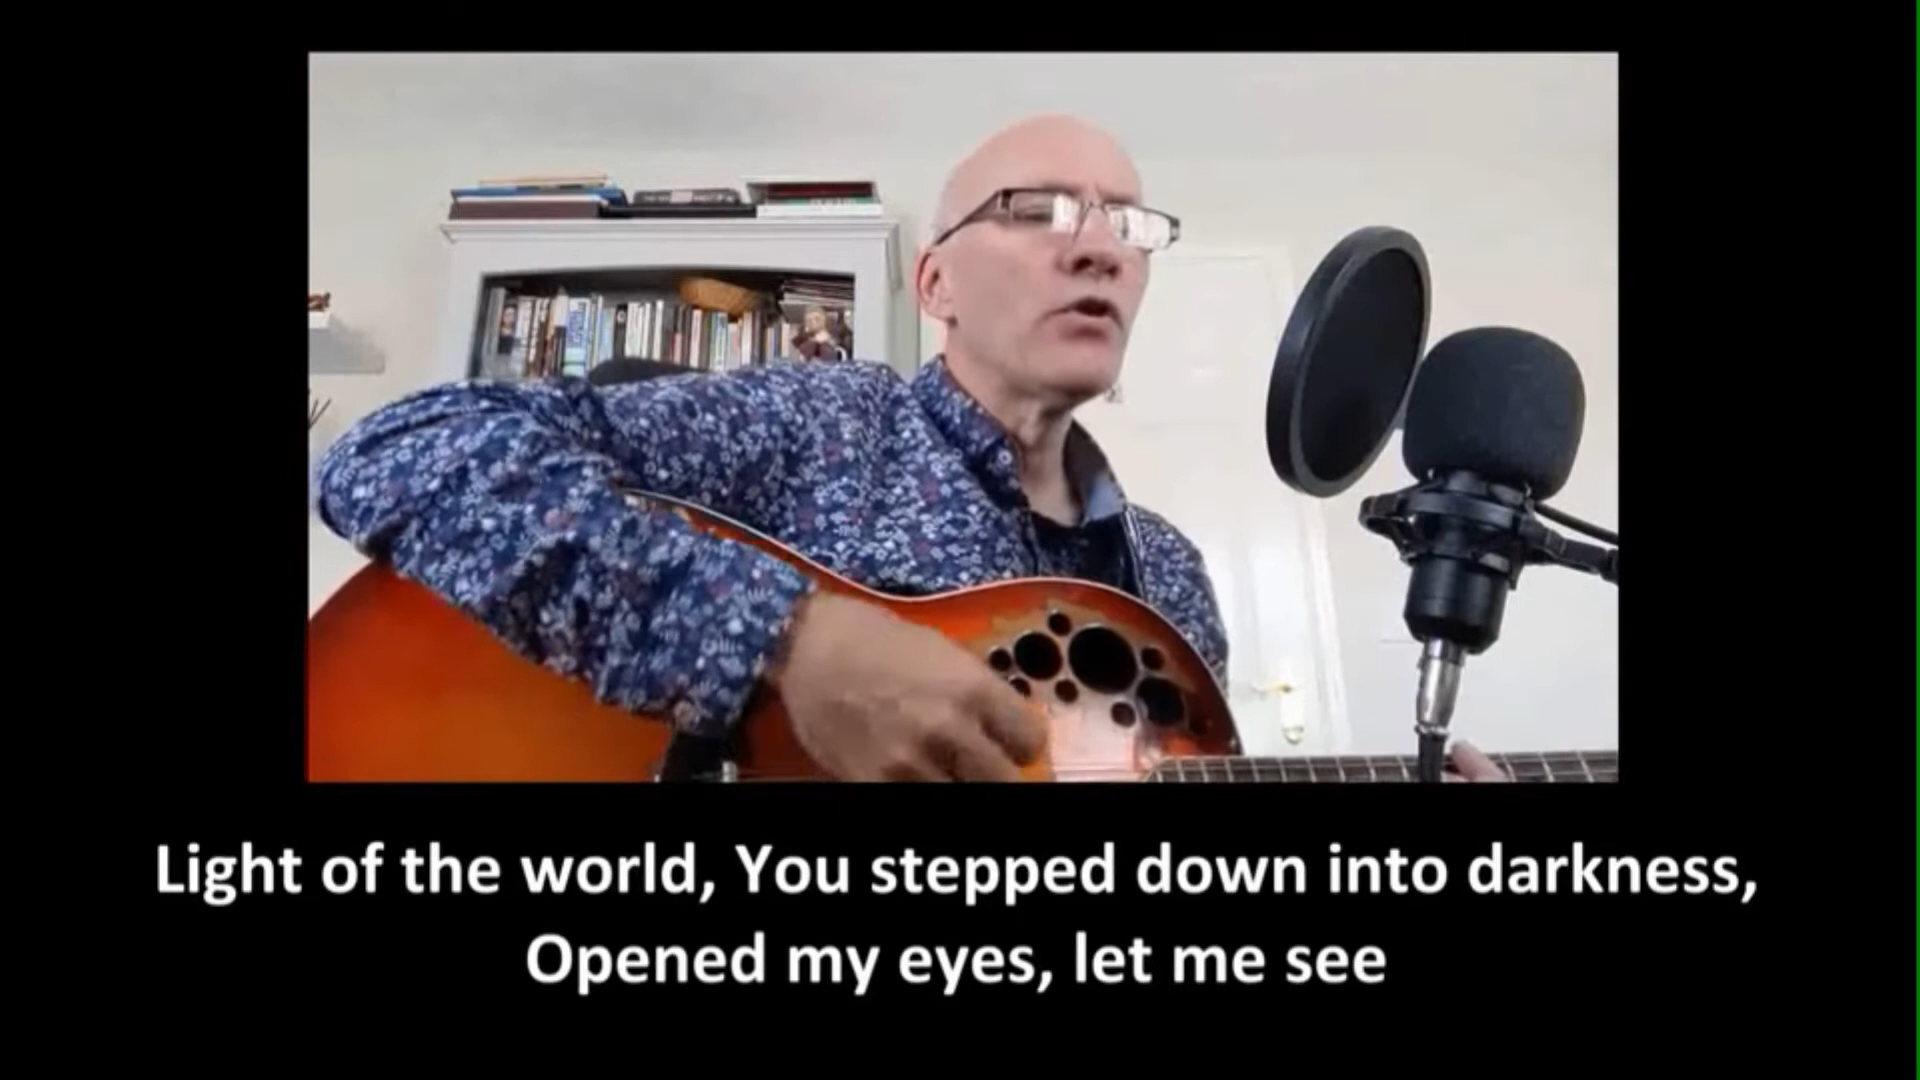 Light of the world, You stepped down into darkness,
Opened my eyes, let me see